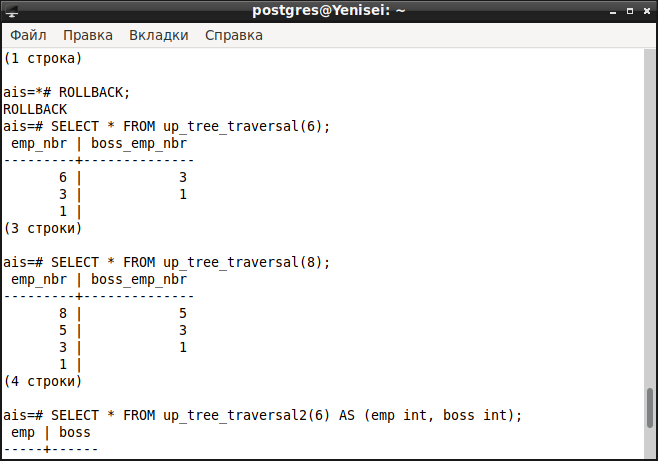 postgres@Yenisei: ~
Файл Правка Вкладки Справка
(1 строка)
ais=*# ROLLBACK;
ROLLBACK
ais=# SELECT * FROM up_tree_traversal(6);
 emp_nbr | boss_emp_nbr
---------+--------------
       6 |            3
       3 |            1
       1 |
(3 строки)
ais=# SELECT * FROM up_tree_traversal(8);
 emp_nbr | boss_emp_nbr
---------+--------------
       8 |            5
       5 |            3
       3 |            1
       1 |
(4 строки)
ais=# SELECT * FROM up_tree_traversal2(6) AS (emp int, boss int);
 emp | boss
-----+------